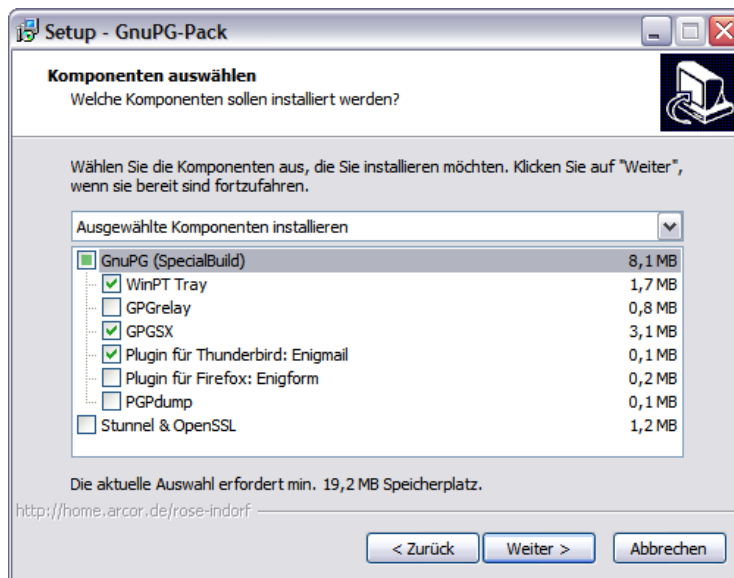 Setup - GnuPG-Pack
Komponenten auswählen
Welche Komponenten sollen installiert werden?
Wählen Sie die Komponenten aus, die Sie installieren möchten. Klicken Sie auf "Weiter",
wenn sie bereit sind fortzufahren.
Ausgewählte Komponenten installieren
GnuPG (SpecialBuild) 8,1 MB
WinPT Tray 1,7 MB
GPGrelay 0,8 MB
GPGSX 3,1 MB
Plugin für Thunderbird: Enigmail 0,1 MB
Plugin für Firefox: Enigform 0,2 MB
PGPdump 0,1 MB
Stunnel & OpenSSL 1,2 MB
Die aktuelle Auswahl erfordert min. 19,2 MB Speicherplatz.
http://home.arcor.de/rose-indorf
< Zurück Weiter > Abbrechen